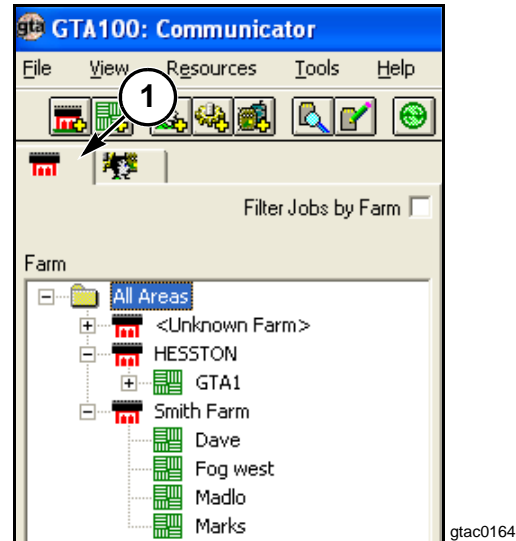 gta GTA100: Communicator
File View Resources Tools Help
1
Filter Jobs by Farm
Farm
All Areas
<Unknown Farm>
HESSTON
GTA1
Smith Farm
Dave
Fog west
Madlo
Marks
gtac0164